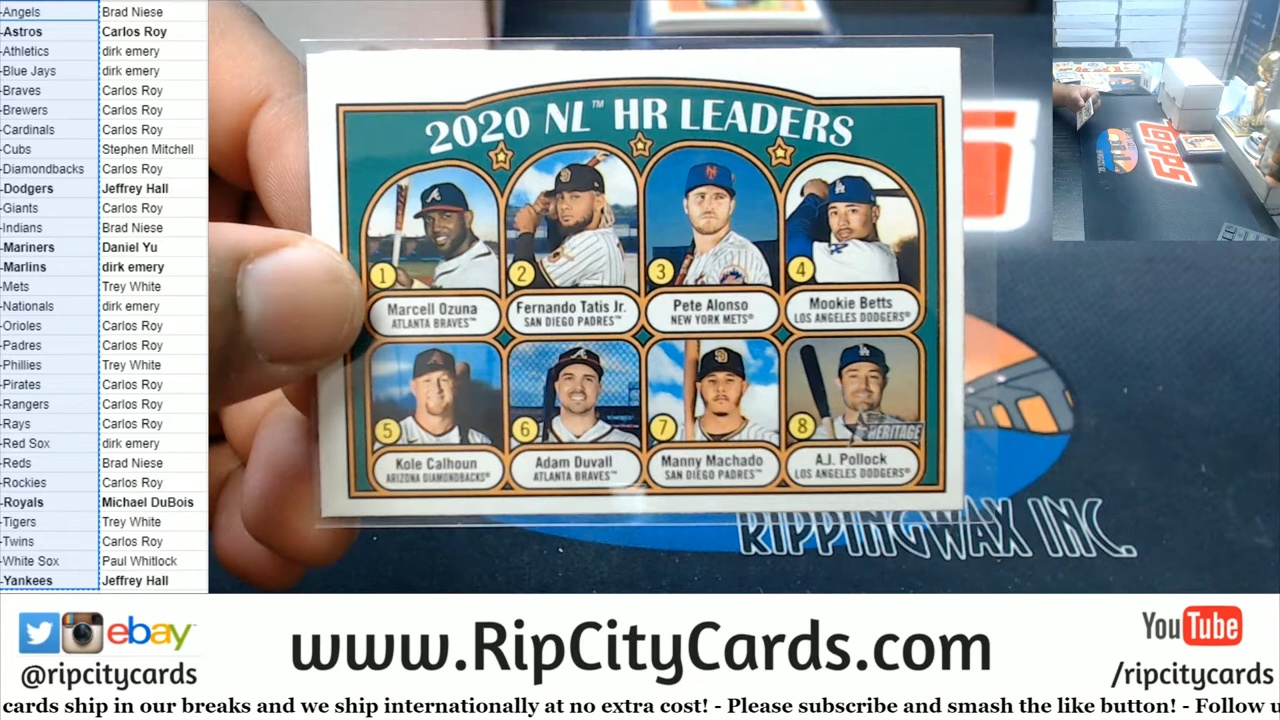 -Angels Brad Niese
-Astros Carlos Roy
-Athletics dirk emery
-Blue Jays dirk emery
-Braves Carlos Roy
-Brewers Carlos Roy
-Cardinals Carlos Roy
-Cubs Stephen Mitchell
-Diamondbacks Carlos Roy
-Dodgers Jeffrey Hall
-Giants Carlos Roy
-Indians Brad Niese
-Mariners Daniel Yu
-Marlins dirk emery
-Mets Trey White
-Nationals dirk emery
-Orioles Carlos Roy
-Padres Carlos Roy
-Phillies Trey White
-Pirates Carlos Roy
-Rangers Carlos Roy
-Rays Carlos Roy
-Red Sox dirk emery
-Reds Brad Niese
-Rockies Carlos Roy
-Royals Michael DuBois
-Tigers Trey White
-Twins Carlos Roy
-White Sox Paul Whitlock
-Yankees Jeffrey Hall
2020 NL™ HR LEADERS
1 2 3 4
Marcell Ozuna Fernando Tatis Jr. Pete Alonso Mookie Betts
ATLANTA BRAVES™ SAN DIEGO PADRES™ NEW YORK METS® LOS ANGELES DODGERS®
5 6 7 8
HERITAGE
Kole Calhoun Adam Duvall Manny Machado A.J. Pollock
ARIZONA DIAMONDBACKS® ATLANTA BRAVES™ SAN DIEGO PADRES™ LOS ANGELES DODGERS®
RIPPINGWAX INC.
TOPPS
ebay
@ripcitycards
www.RipCityCards.com
YouTube
/ripcitycards
cards ship in our breaks and we ship internationally at no extra cost! - Please subscribe and smash the like button! - Follow